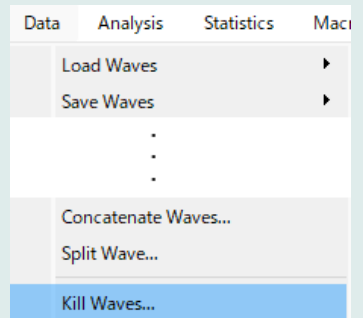 Data Analysis Statistics
Load Waves
Save Waves
.
.
.
Concatenate Waves...
Split Wave...
Kill Waves...